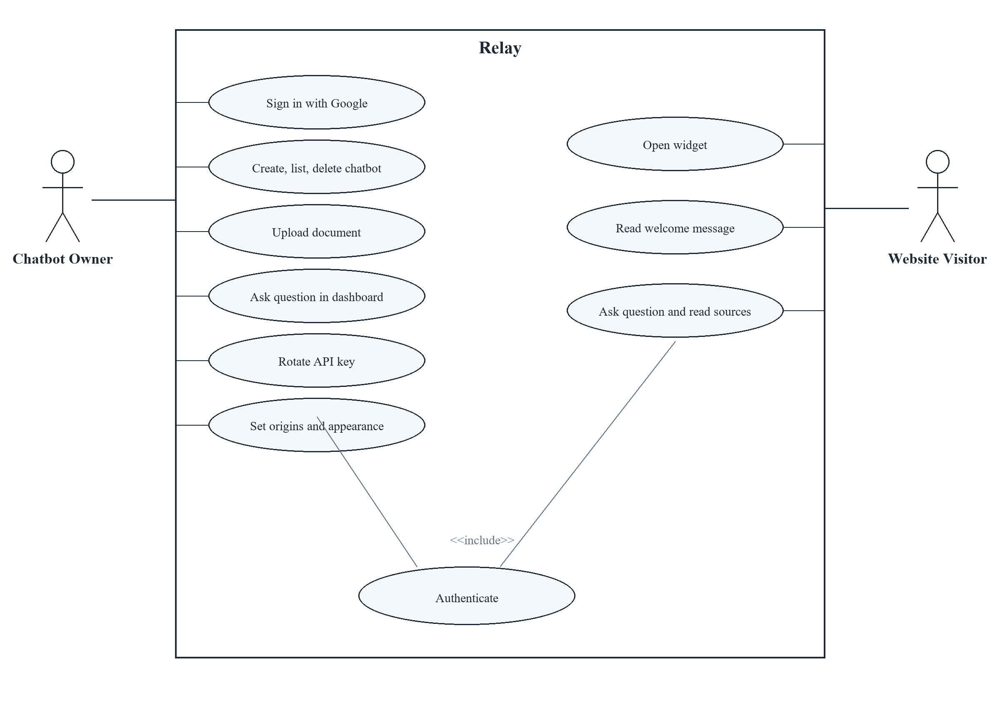 Relay
Sign in with Google
Create, list, delete chatbot
Upload document
Ask question in dashboard
Rotate API key
Set origins and appearance
Open widget
Read welcome message
Ask question and read sources
Chatbot Owner
Website Visitor
<<include>>
Authenticate